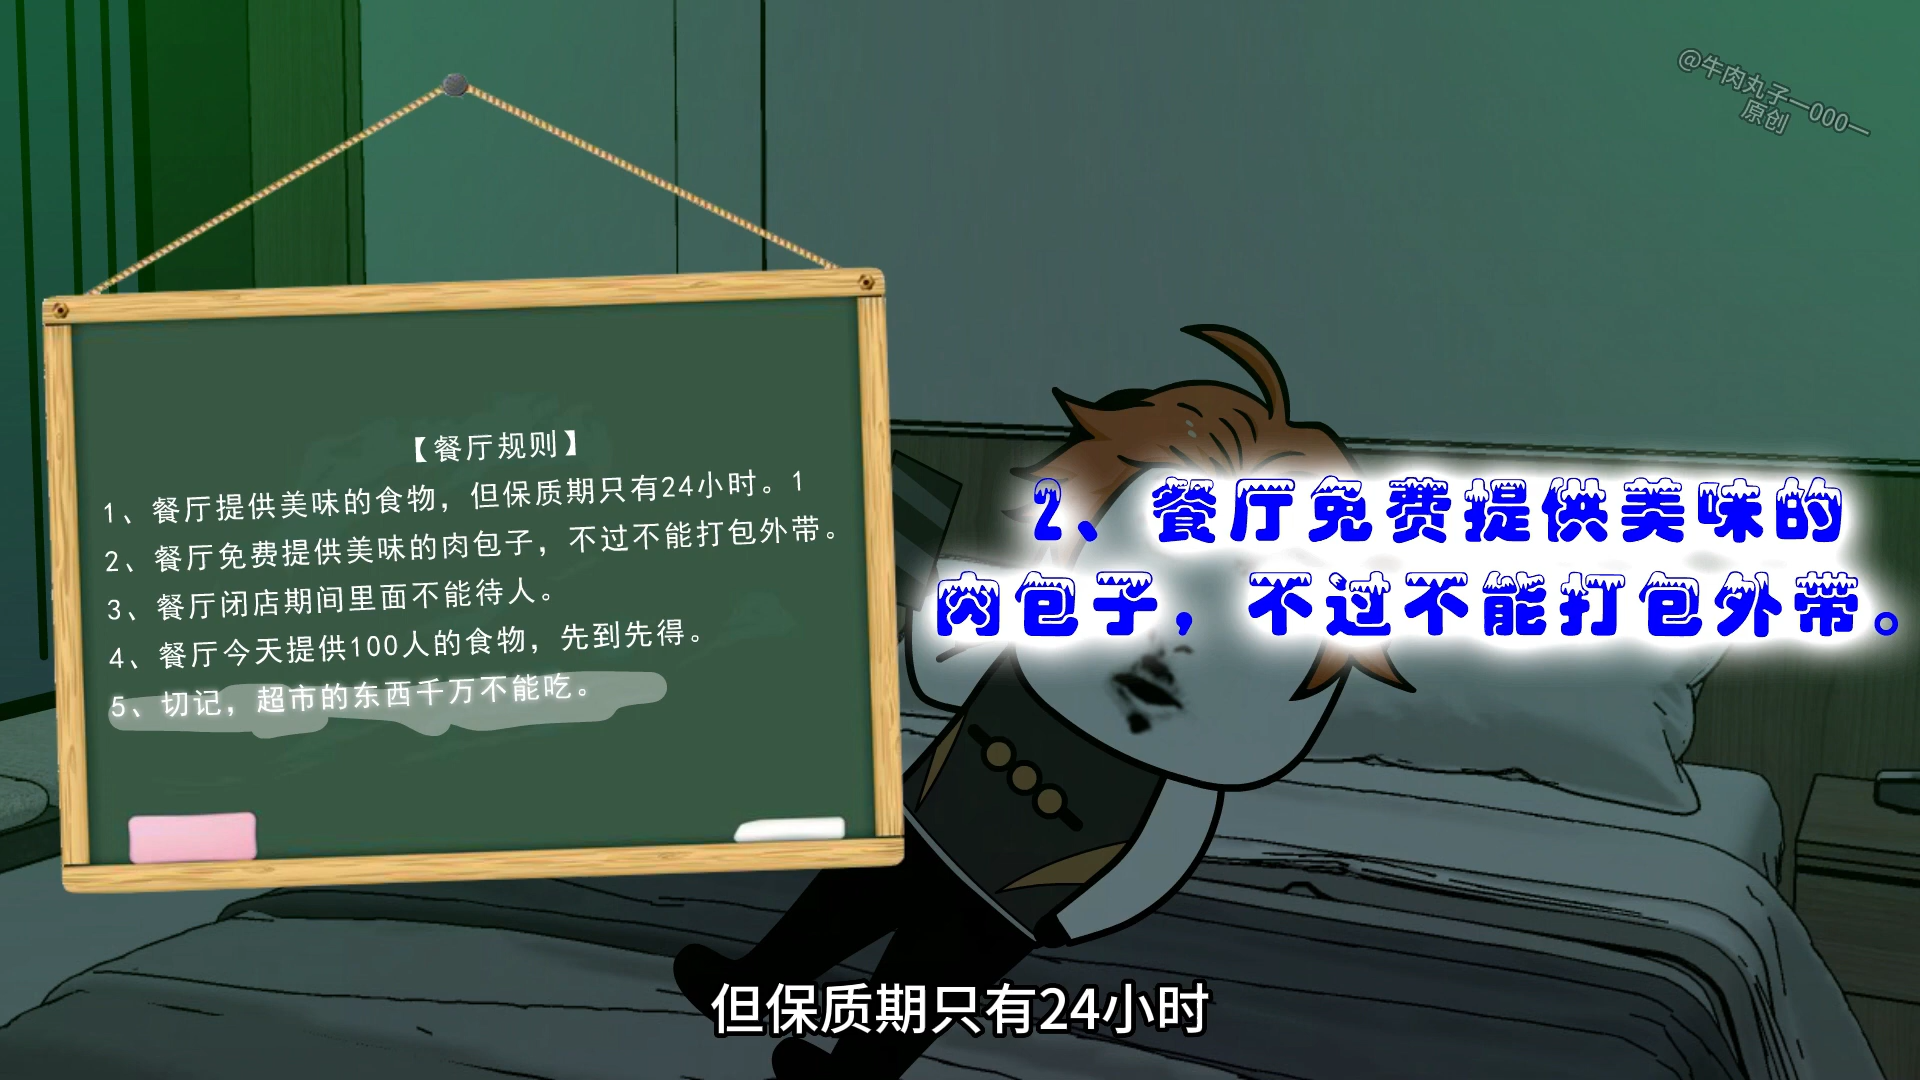 @牛肉丸子一000一
原创
【餐厅规则】
1、餐厅提供美味的食物，但保质期只有24小时。1
2、餐厅免费提供美味的肉包子，不过不能打包外带。
3、餐厅闭店期间里面不能待人。
4、餐厅今天提供100人的食物，先到先得。
5、切记，超市的东西千万不能吃。
2、餐厅免费提供美味的
肉包子，不过不能打包外带。
但保质期只有24小时